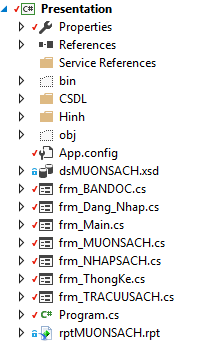 Presentation
Properties
References
Service References
bin
CSDL
Hinh
obj
App.config
dsMUONSACH.xsd
frm_BANDOC.cs
frm_Dang_Nhap.cs
frm_Main.cs
frm_MUONSACH.cs
frm_NHAPSACH.cs
frm_ThongKe.cs
frm_TRACUUSACH.cs
Program.cs
rptMUONSACH.rpt